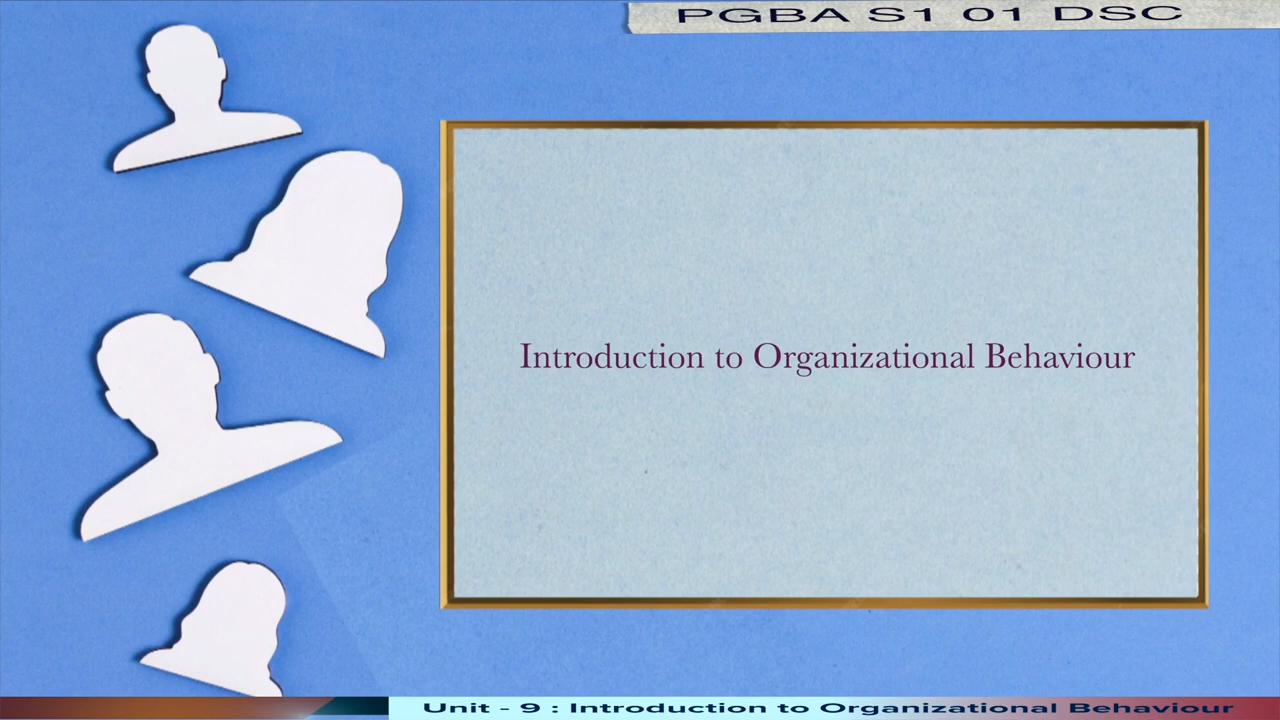 PGBA S1 01 DSC
Introduction to Organizational Behaviour
Unit - 9 : Introduction to Organizational Behaviour